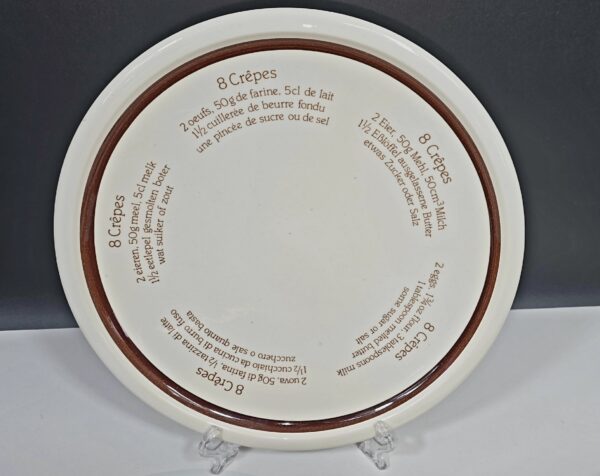 8 Crêpes
2 oeufs, 50g de farine, 5cl de lait
1½ cuillerée de beurre fondu
une pincée de sucre ou de sel
8 Crêpes
2 Eier, 50g Mehl, 50cm³ Milch
1½ Eßlöffel ausgelassene Butter
etwas Zucker oder Salz
8 Crêpes
2 eggs, 1¾ oz flour, 3 tablespoons milk
1 tablespoon melted butter
some sugar or salt
8 Crêpes
2 uova, 50g di farina, ½ tazzina di latte
1½ cucchiaio da cucina di burro fuso
zucchero o sale quanto basta
8 Crêpes
2 eieren, 50g meel, 5cl melk
1½ eetlepel gesmolten boter
wat suiker of zout